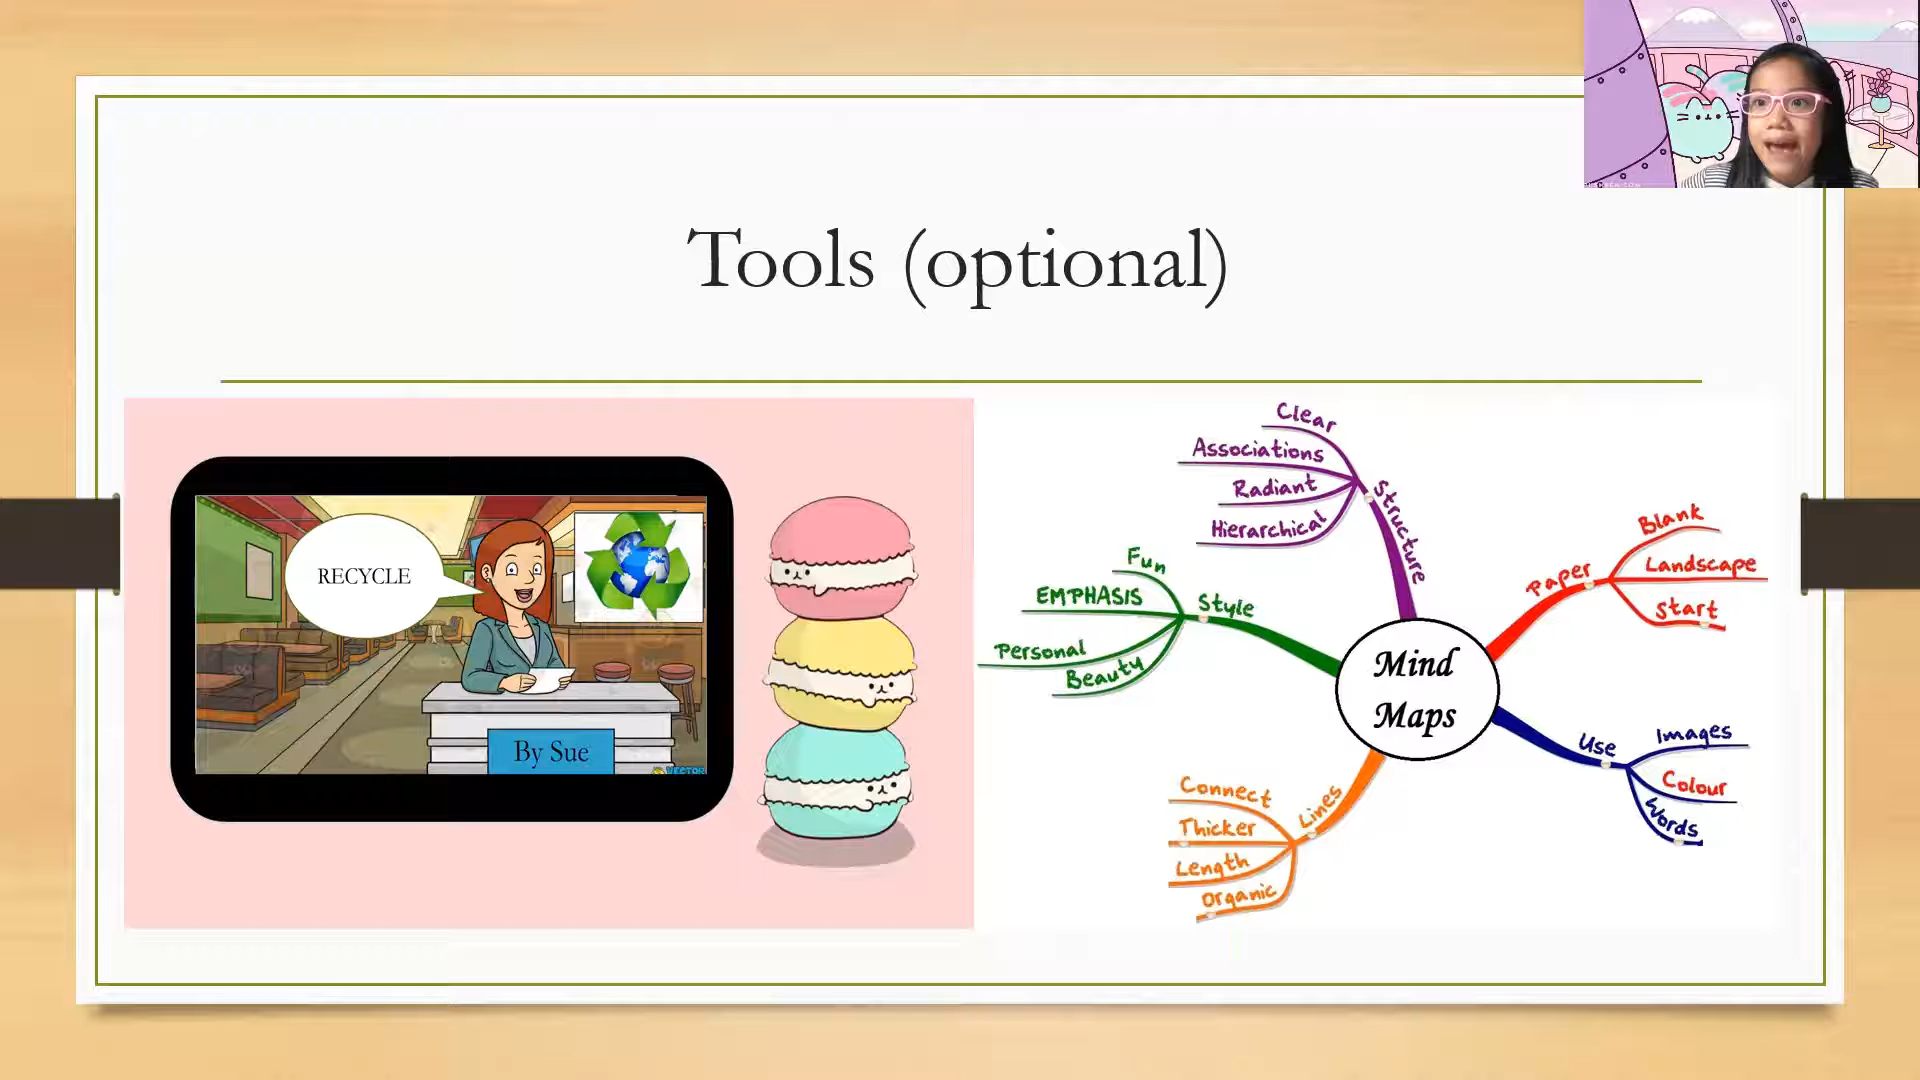 Tools (optional)
RECYCLE
By Sue
VECTOR
Mind
Maps
Structure
Clear
Associations
Radiant
Hierarchical
Style
Fun
EMPHASIS
Personal
Beauty
Paper
Blank
Landscape
Start
Use
Images
Colour
Words
Lines
Connect
Thicker
Length
Organic